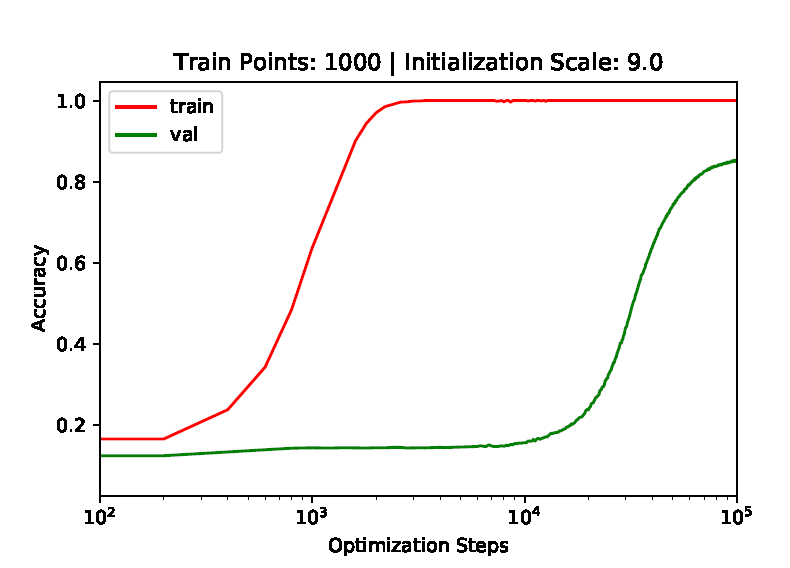 Train Points: 1000 | Initialization Scale: 9.0
train
val
1.0
0.8
0.6
0.4
0.2
Accuracy
10²
10³
10⁴
10⁵
Optimization Steps